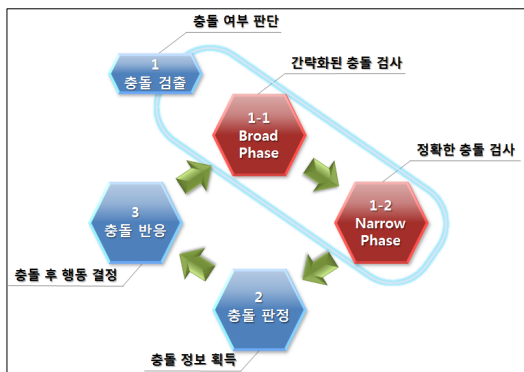 충돌 여부 판단
1
충돌 검출
간략화된 충돌 검사
1-1
Broad
Phase
정확한 충돌 검사
1-2
Narrow
Phase
3
충돌 반응
충돌 후 행동 결정
2
충돌 판정
충돌 정보 획득